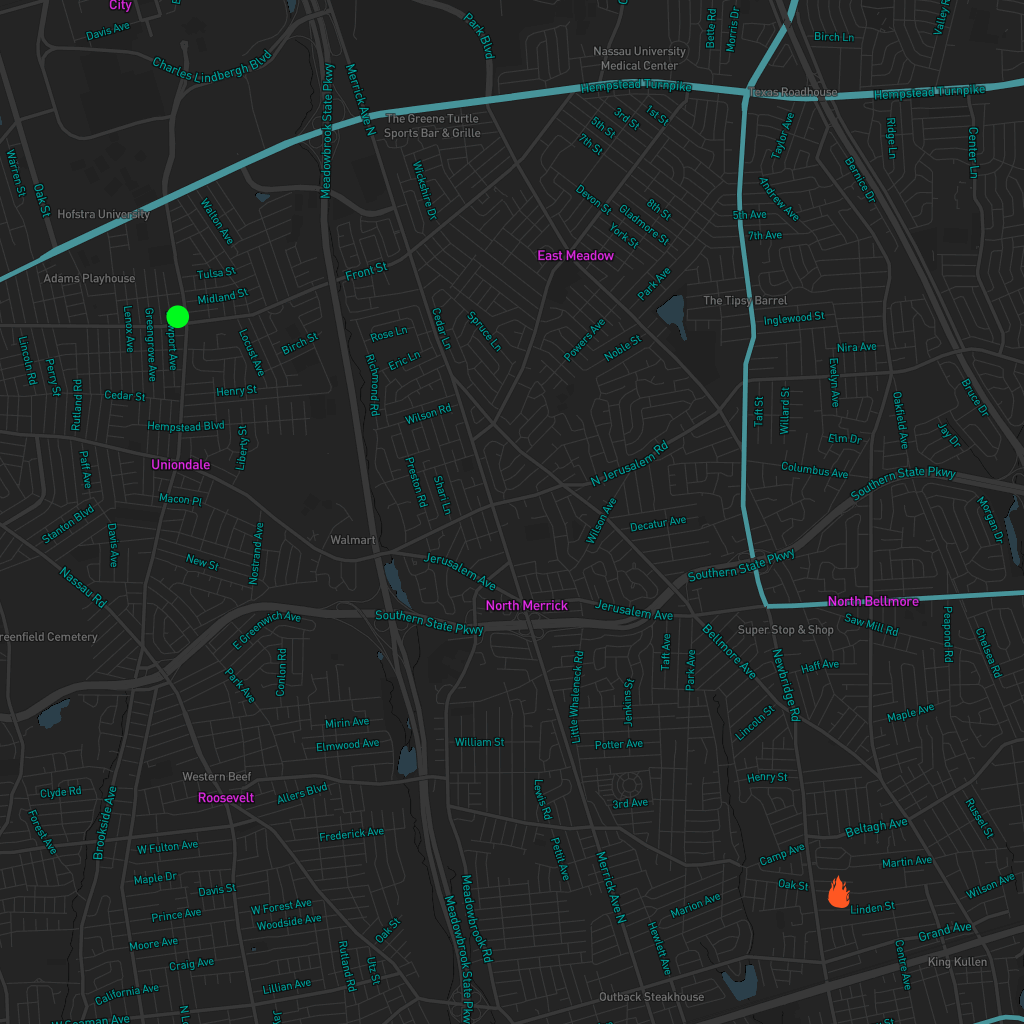 City
Davis Ave
Park Blvd
Bette Rd
Morris Dr
Birch Ln
Charles Lindbergh Blvd
Nassau University
Medical Center
Meadowbrook State Pkwy
Merrick Ave N
Hempstead Turnpike
Texas Roadhouse
Hempstead Turnpike
The Greene Turtle
Sports Bar & Grille
5th St
3rd St
1st St
7th St
Taylor Ave
Ridge Ln
Center Ln
Warren St
Oak St
Wickshire Dr
Devon St
Bernice Dr
Hofstra University
Walton Ave
Gladmore St
8th St
York St
Andrew Ave
5th Ave
7th Ave
East Meadow
Adams Playhouse
Tulsa St
Front St
Park Ave
Midland St
The Tipsy Barrel
Inglewood St
Lenox Ave
Greengrove Ave
Locust Ave
Birch St
Rose Ln
Cedar Ln
Spruce Ln
Powers Ave
Noble St
Nira Ave
Lincoln Rd
Perry St
Eric Ln
Richmond Rd
Evelyn Ave
Bruce Dr
Rutland Rd
Cedar St
Henry St
Wilson Rd
Taft St
Willard St
Oakfield Ave
Hempstead Blvd
Liberty St
Elm Dr
Jay Dr
Uniondale
Paff Ave
Preston Rd
Shari Ln
N Jerusalem Rd
Columbus Ave
Southern State Pkwy
Macon Pl
Stanton Blvd
Davis Ave
Wilson Ave
Decatur Ave
Morgan Dr
Walmart
Nostrand Ave
New St
Nassau Rd
Jerusalem Ave
Southern State Pkwy
North Merrick
Jerusalem Ave
North Bellmore
E Greenwich Ave
Southern State Pkwy
Super Stop & Shop
Saw Mill Rd
Peapond Rd
Chelsea Rd
Conlon Rd
Park Ave
Little Whaleneck Rd
Jenkins St
Taft Ave
Park Ave
Bellmore Ave
Newbridge Rd
Haff Ave
Mirin Ave
Elmwood Ave
William St
Potter Ave
Lincoln St
Maple Ave
Western Beef
Roosevelt
Allers Blvd
Henry St
Clyde Rd
Forest Ave
Brookside Ave
Lewis Rd
3rd Ave
Russel St
Beltagh Ave
Frederick Ave
W Fulton Ave
Pettit Ave
Merrick Ave N
Camp Ave
Martin Ave
Maple Dr
Davis St
Oak St
Wilson Ave
Prince Ave
W Forest Ave
Woodside Ave
Marion Ave
Linden St
Meadowbrook Rd
Meadowbrook State Pkwy
Oak St
Hewlett Ave
Grand Ave
Moore Ave
Craig Ave
Rutland Rd
Utz St
Centre Ave
King Kullen
California Ave
Lillian Ave
Outback Steakhouse